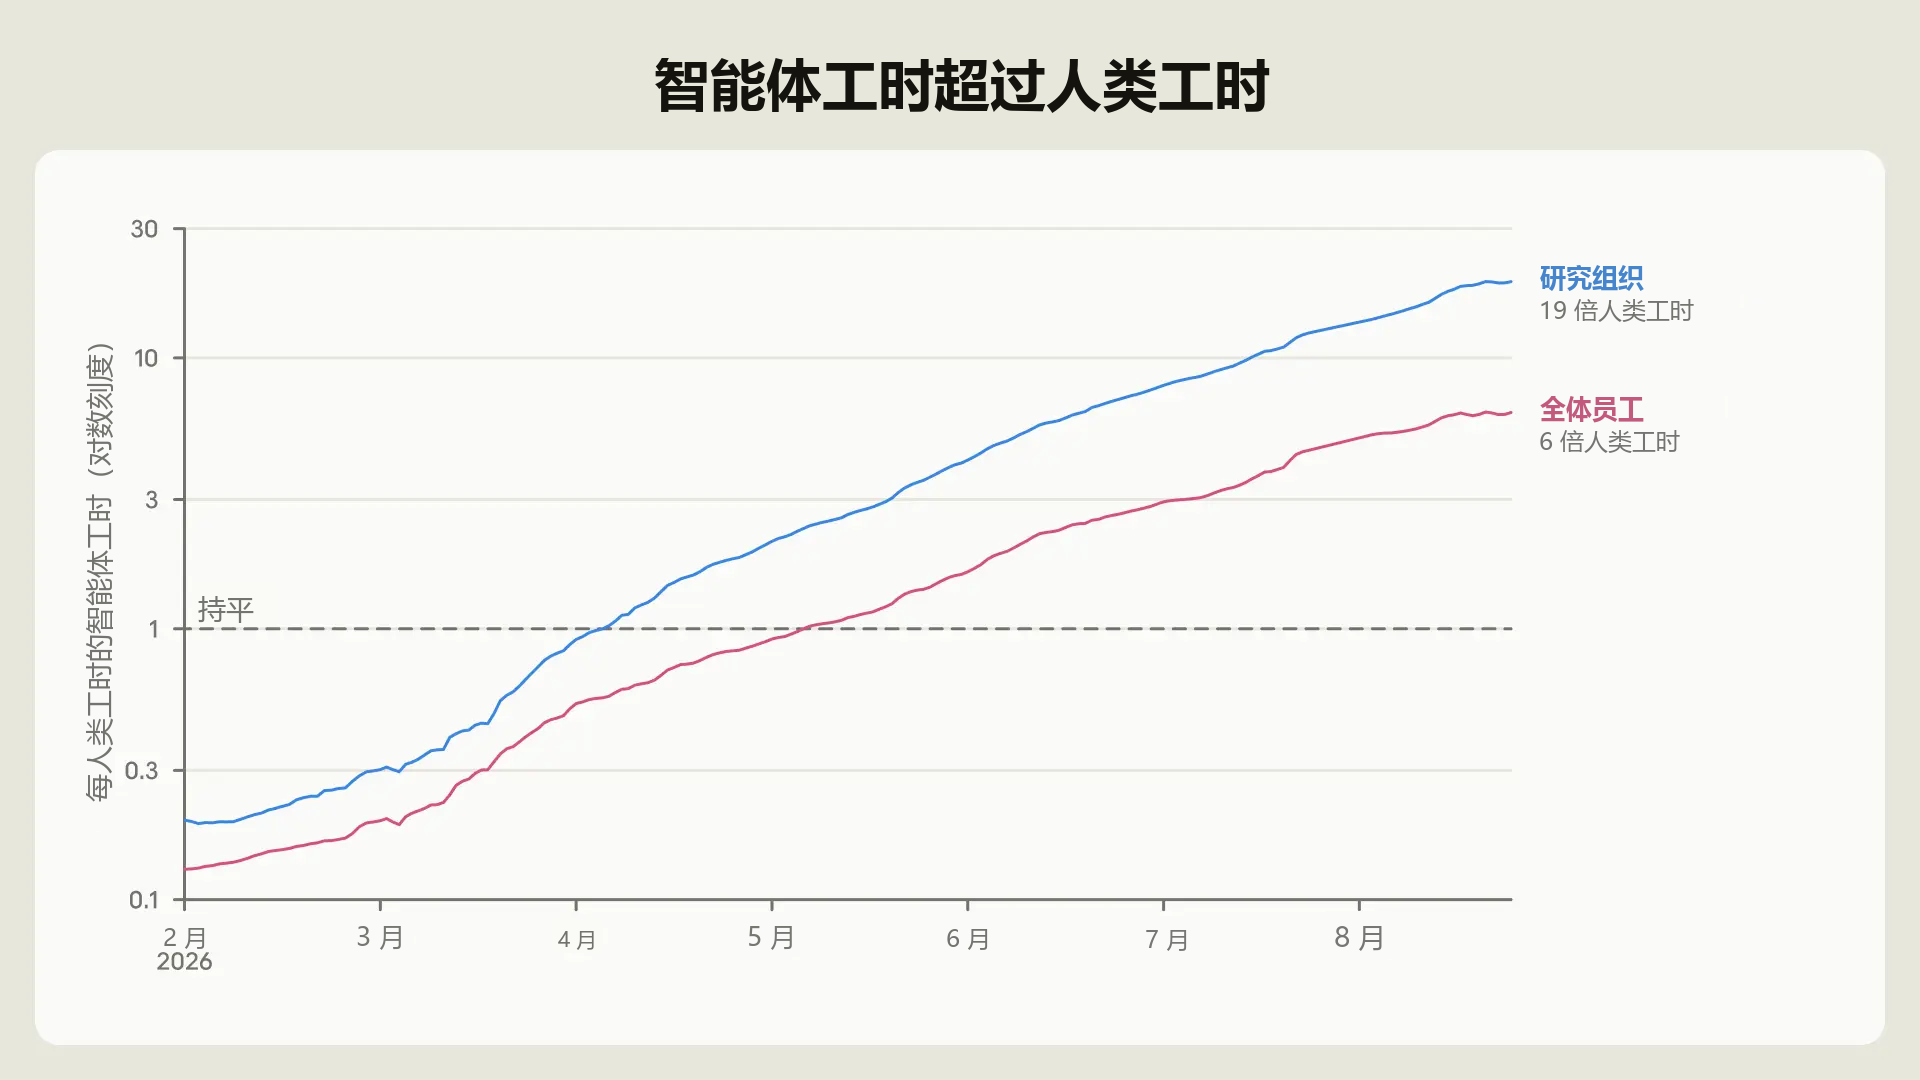 智能体工时超过人类工时
30
10
3
1
0.3
0.1
每人类工时的智能体工时（对数刻度）
持平
研究组织
19 倍人类工时
全体员工
6 倍人类工时
2 月
2026
3 月
4 月
5 月
6 月
7 月
8 月